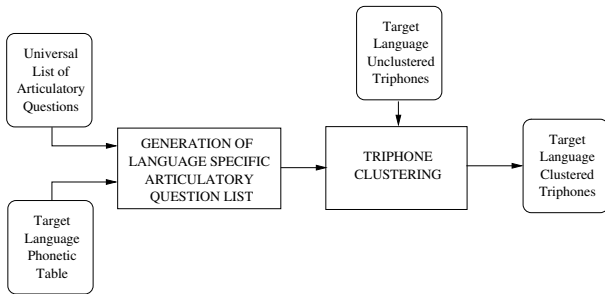 Universal
List of
Articulatory
Questions
Target
Language
Phonetic
Table
GENERATION OF
LANGUAGE SPECIFIC
ARTICULATORY
QUESTION LIST
Target
Language
Unclustered
Triphones
TRIPHONE
CLUSTERING
Target
Language
Clustered
Triphones